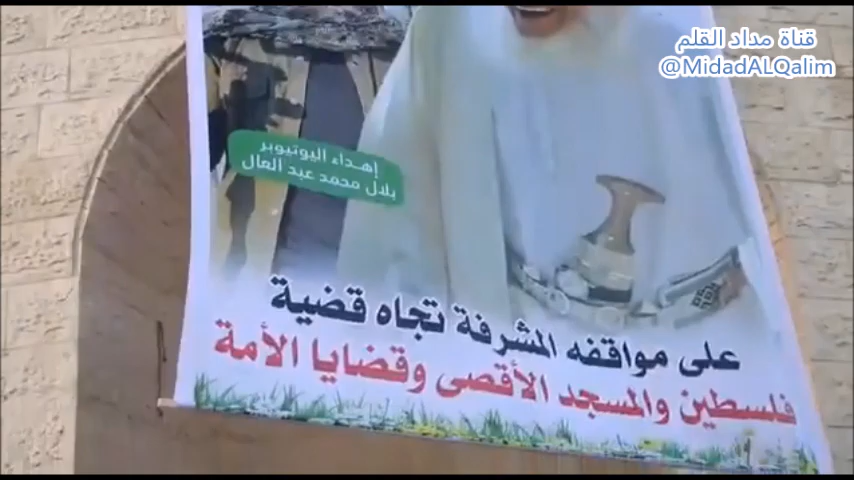 قناة مداد القلم
@MidadALQalim
إهداء اليوتيوبر
بلال محمد عبد العال
على مواقفه المشرفة تجاه قضية
فلسطين والمسجد الأقصى وقضايا الأمة